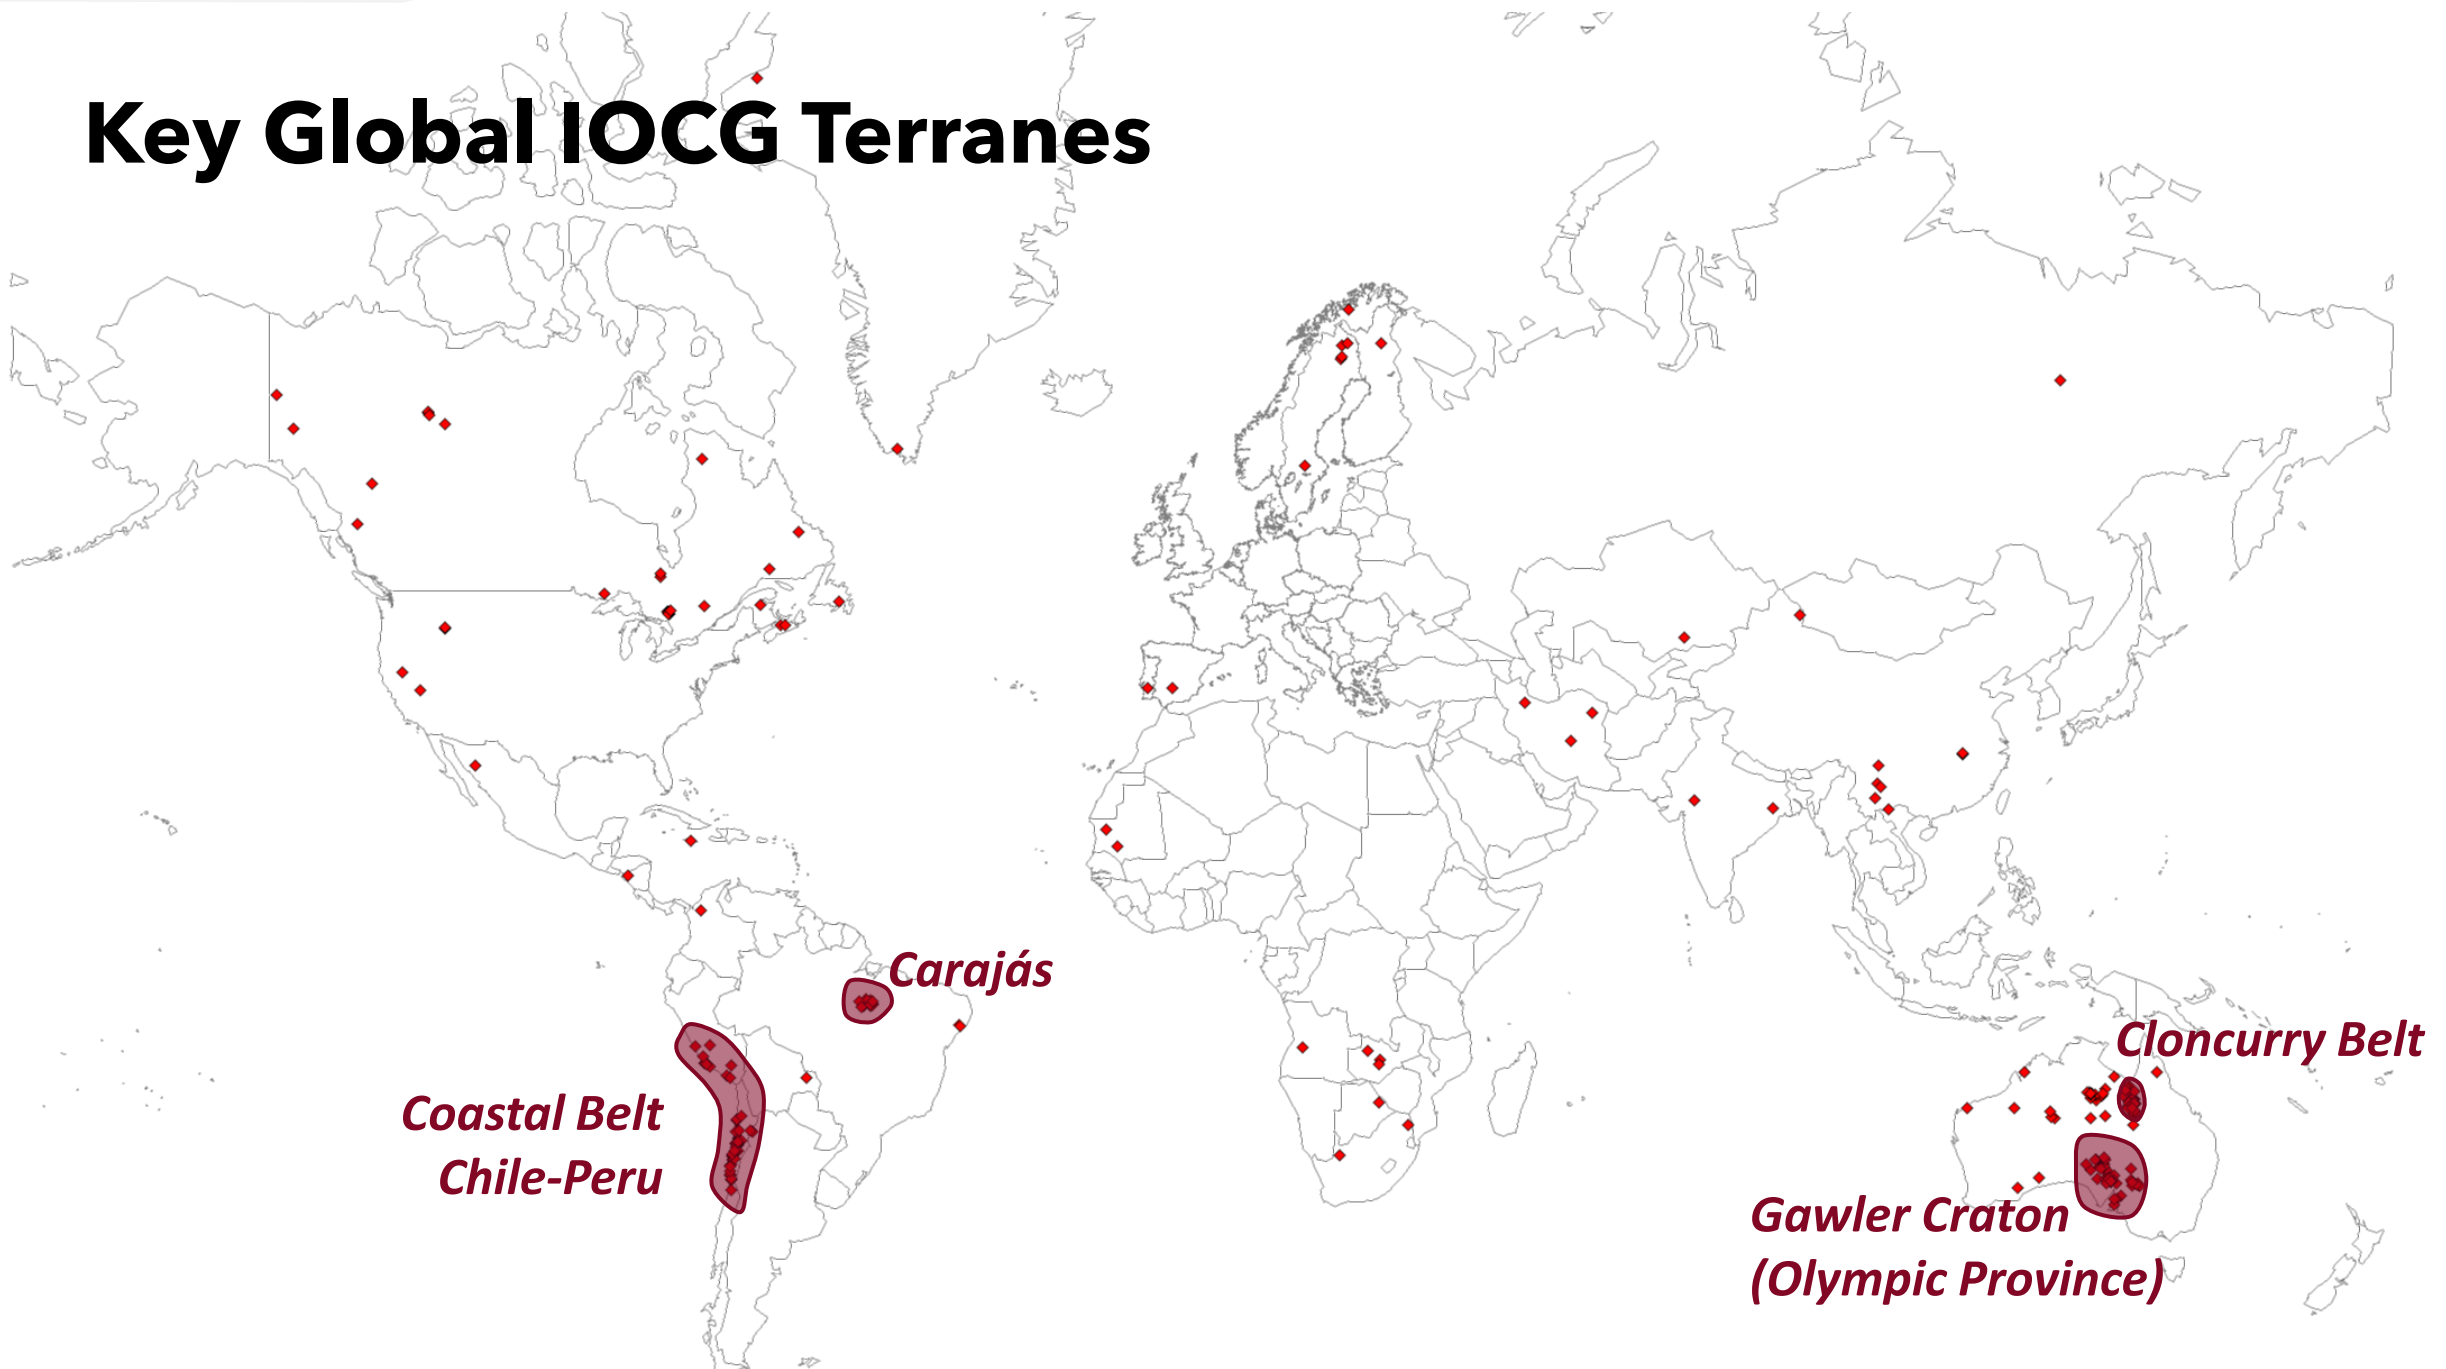 Key Global IOCG Terranes
Carajás
Cloncurry Belt
Coastal Belt
Chile-Peru
Gawler Craton
(Olympic Province)